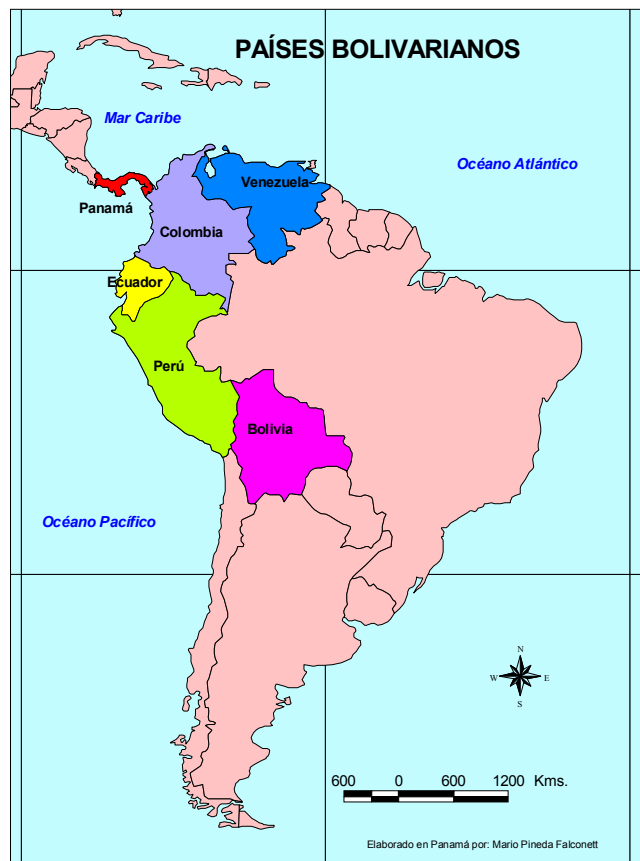 PAÍSES BOLIVARIANOS
Mar Caribe
Océano Atlántico
Venezuela
Panamá
Colombia
Ecuador
Perú
Bolivia
Océano Pacífico
N
W E
S
600 0 600 1200 Kms.
Elaborado en Panamá por: Mario Pineda Falconett